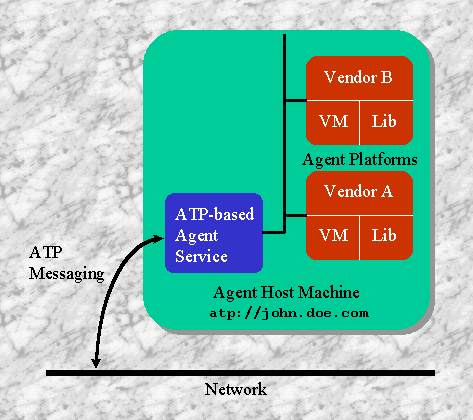 Vendor B
VM Lib
Agent Platforms
Vendor A
VM Lib
ATP-based
Agent
Service
ATP
Messaging
Agent Host Machine
atp://john.doe.com
Network